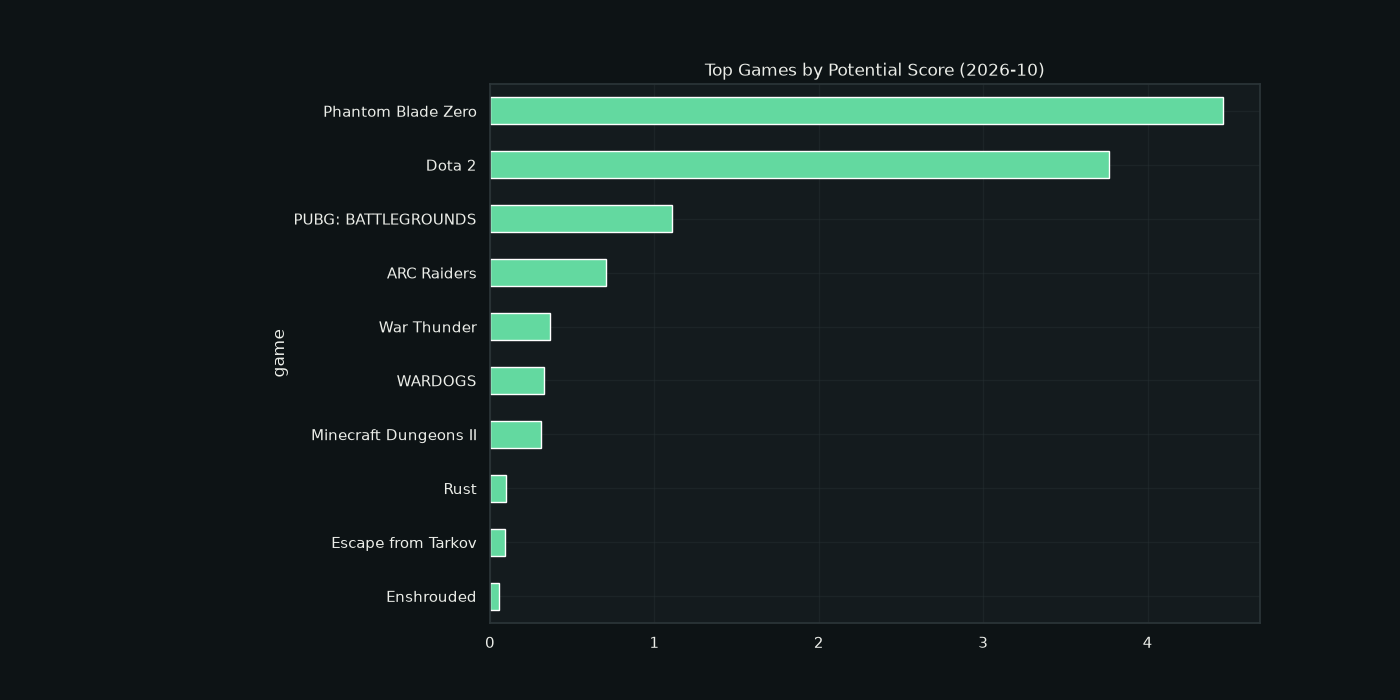 Top Games by Potential Score (2026-10)
game
Phantom Blade Zero
Dota 2
PUBG: BATTLEGROUNDS
ARC Raiders
War Thunder
WARDOGS
Minecraft Dungeons II
Rust
Escape from Tarkov
Enshrouded
0 1 2 3 4